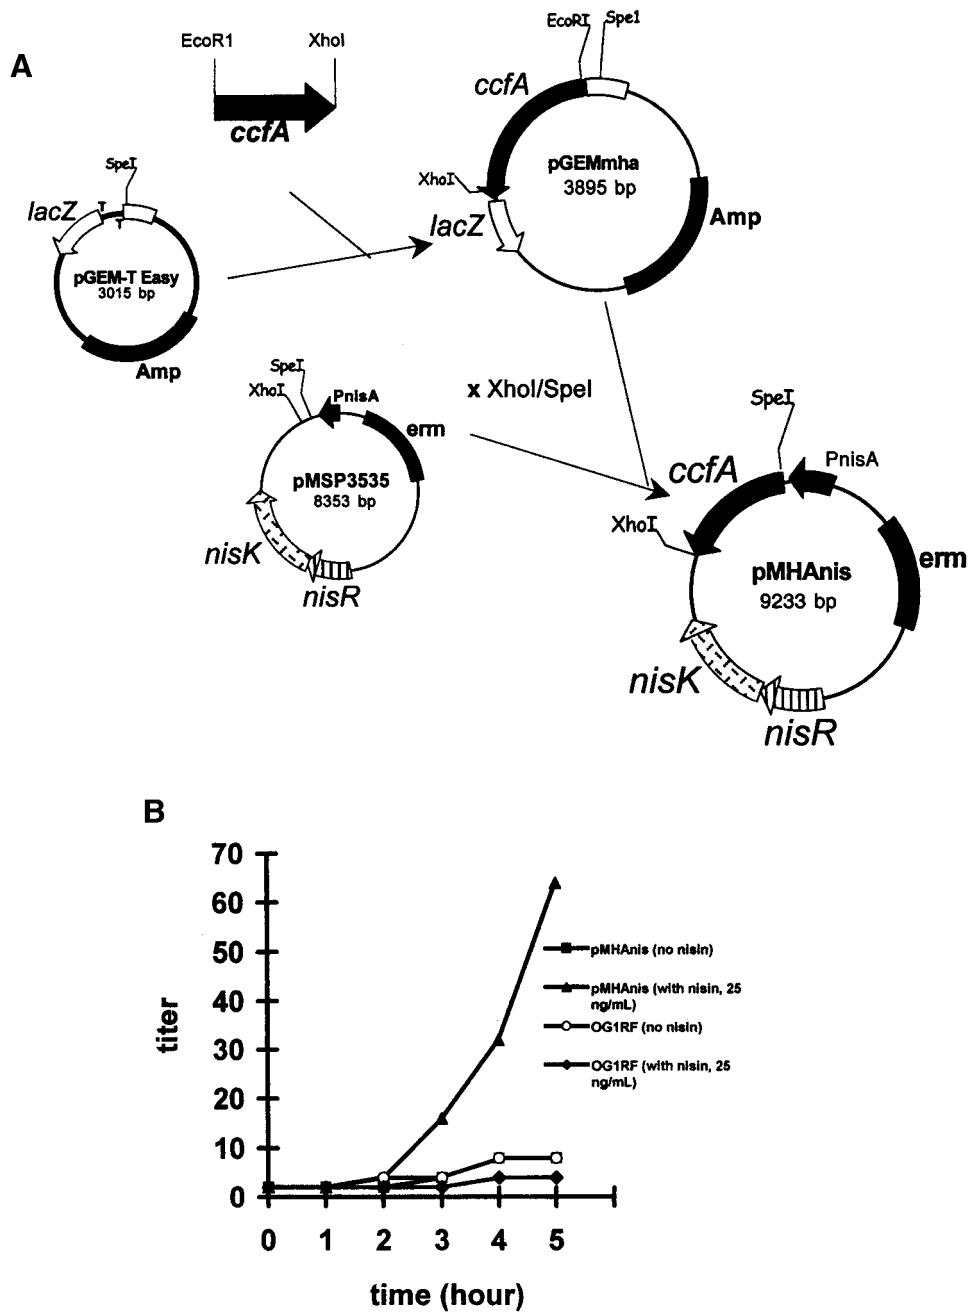 A
EcoR1
XhoI
ccfA
EcoRI
Spe1
ccfA
pGEMmha
3895 bp
XhoI
lacZ
Amp
SpeI
lacZ
T
T
pGEM-T Easy
3015 bp
Amp
SpeI
XhoI
PnisA
erm
pMSP3535
8353 bp
nisK
nisR
x XhoI/SpeI
SpeI
ccfA
PnisA
XhoI
erm
pMHAnis
9233 bp
nisK
nisR
B
70
60
50
40
30
20
10
0
titer
0 1 2 3 4 5
time (hour)
pMHAnis (no nisin)
pMHAnis (with nisin, 25
ng/mL)
OG1RF (no nisin)
OG1RF (with nisin, 25
ng/mL)